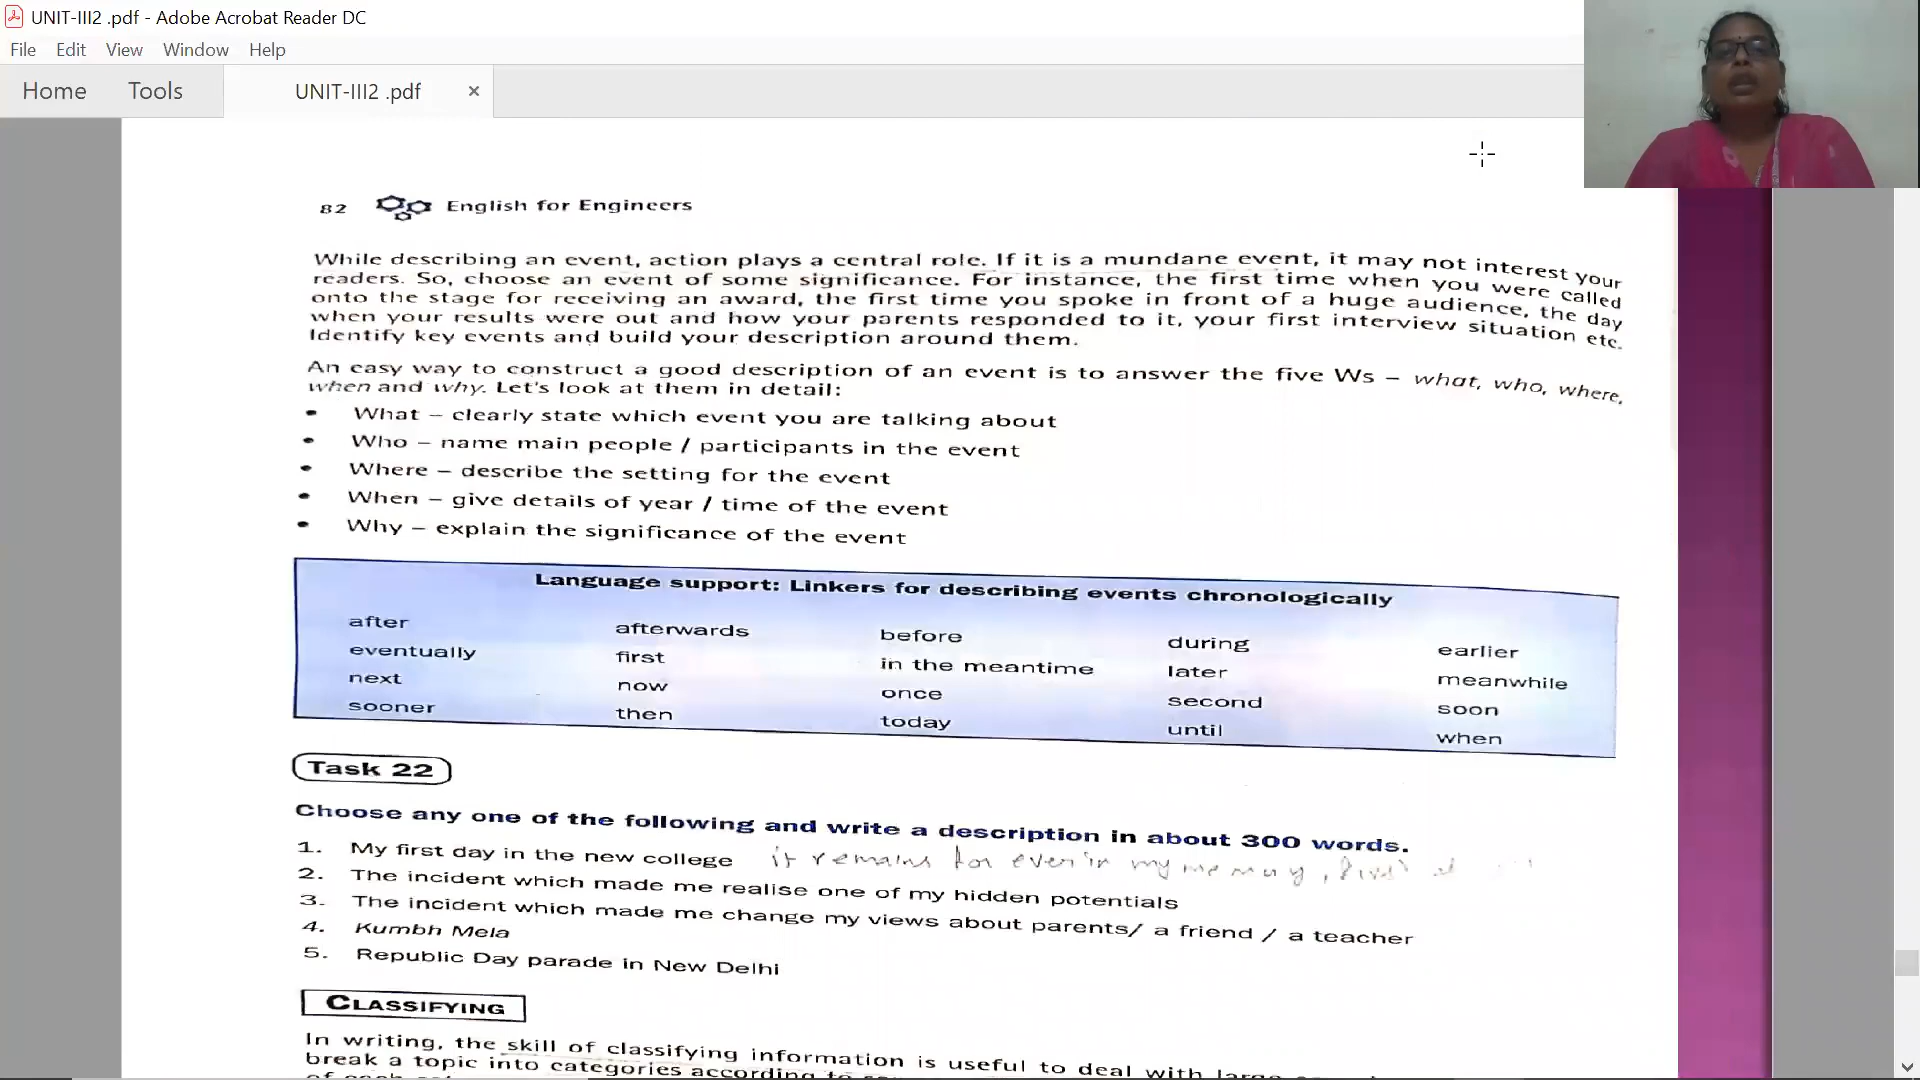 UNIT-III2 .pdf - Adobe Acrobat Reader DC
File Edit View Window Help
Home Tools UNIT-III2 .pdf ×
82 English for Engineers
While describing an event, action plays a central role. If it is a mundane event, it may not interest your
readers. So, choose an event of some significance. For instance, the first time when you were called
onto the stage for receiving an award, the first time you spoke in front of a huge audience, the day
when your results were out and how your parents responded to it, your first interview situation etc.
Identify key events and build your description around them.
An easy way to construct a good description of an event is to answer the five Ws – what, who, where,
when and why. Let's look at them in detail:
• What – clearly state which event you are talking about
• Who – name main people / participants in the event
• Where – describe the setting for the event
• When – give details of year / time of the event
• Why – explain the significance of the event
Language support: Linkers for describing events chronologically
after afterwards before during earlier
eventually first in the meantime later meanwhile
next now once second soon
sooner then today until when
Task 22
Choose any one of the following and write a description in about 300 words.
1. My first day in the new college it remains for ever in my memory,
2. The incident which made me realise one of my hidden potentials
3. The incident which made me change my views about parents/ a friend / a teacher
4. Kumbh Mela
5. Republic Day parade in New Delhi
CLASSIFYING
In writing, the skill of classifying information is useful to deal with
break a topic into categories according to